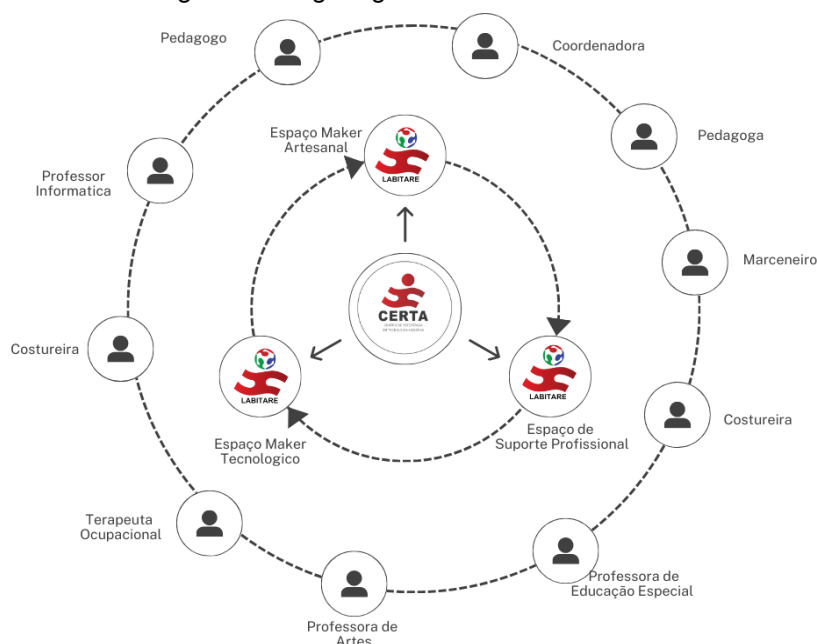 Pedagogo
Coordenadora
Espaço Maker
Artesanal
LABITARE
Pedagoga
Professor
Informatica
Marceneiro
CERTA
Costureira
LABITARE
LABITARE
Costureira
Espaço Maker
Tecnologico
Espaço de
Suporte Profissional
Terapeuta
Ocupacional
Professora de
Educação Especial
Professora de
Artes